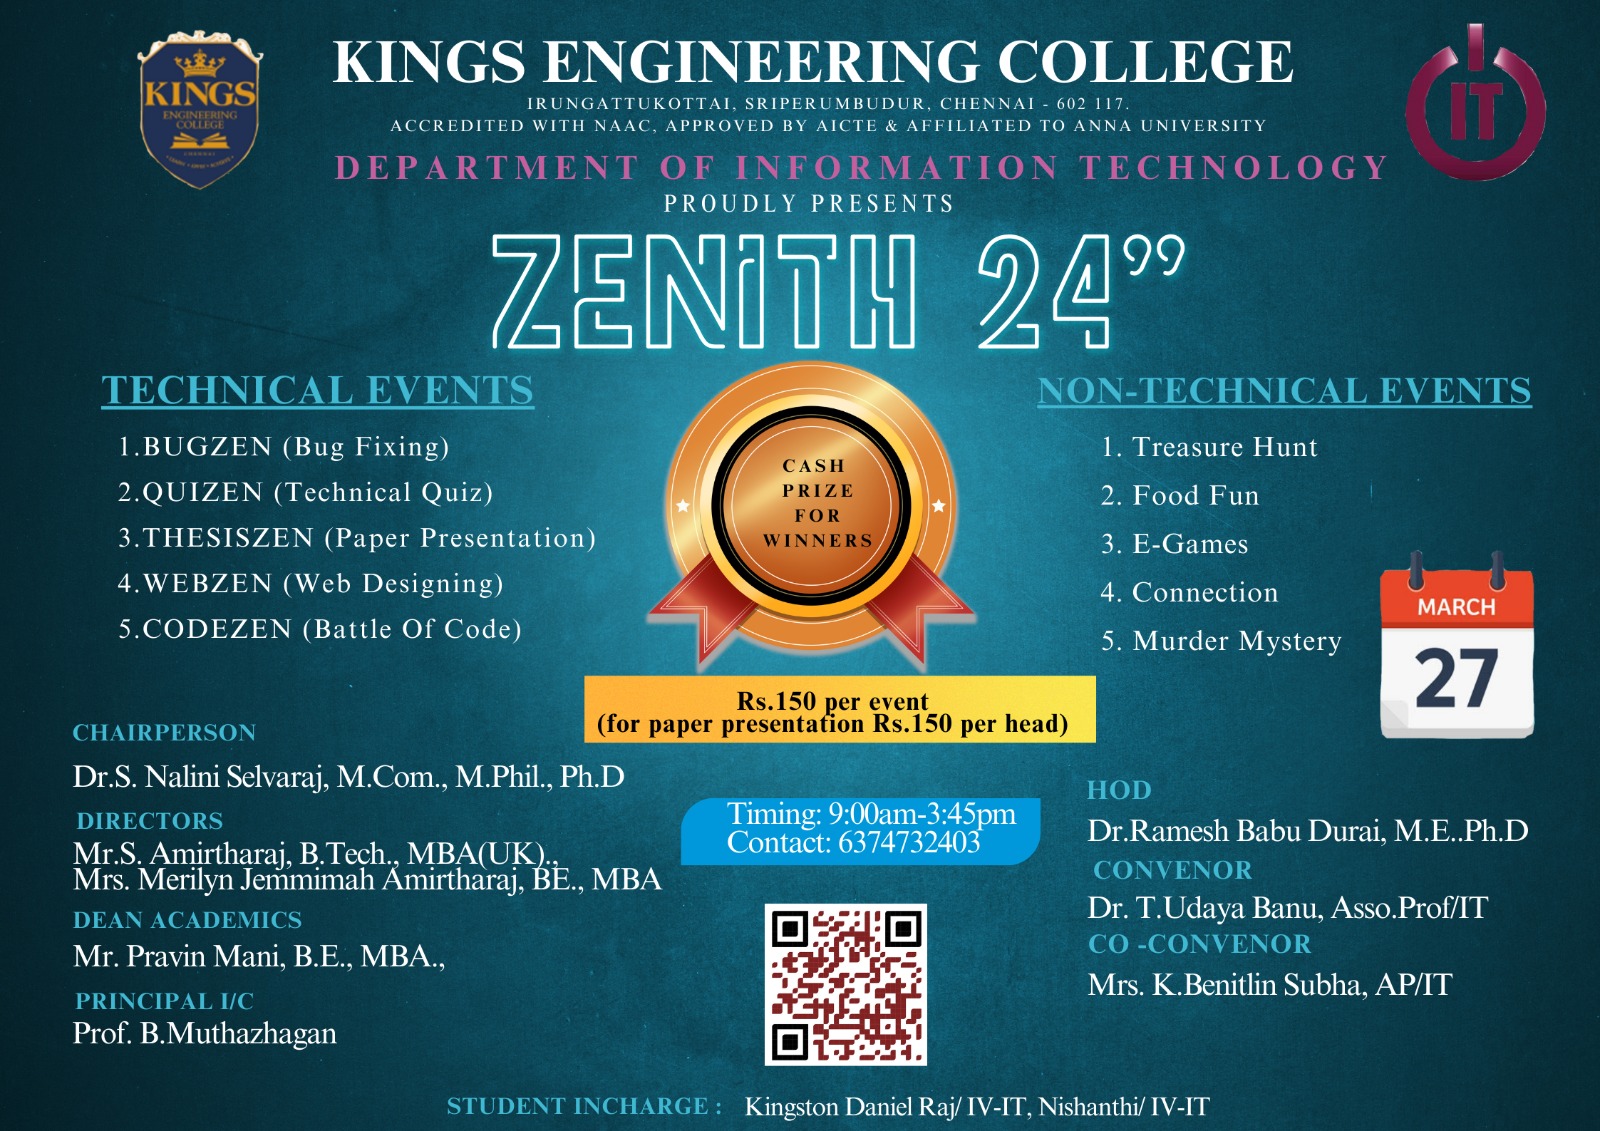 KINGS
ENGINEERING
COLLEGE
CHENNAI
KINGS ENGINEERING COLLEGE
IRUNGATTUKOTTAI, SRIPERUMBUDUR, CHENNAI - 602 117.
ACCREDITED WITH NAAC, APPROVED BY AICTE & AFFILIATED TO ANNA UNIVERSITY
IT
DEPARTMENT OF INFORMATION TECHNOLOGY
PROUDLY PRESENTS
ZENITH 24”
TECHNICAL EVENTS
1.BUGZEN (Bug Fixing)
2.QUIZEN (Technical Quiz)
3.THESISZEN (Paper Presentation)
4.WEBZEN (Web Designing)
5.CODEZEN (Battle Of Code)
CASH
PRIZE
FOR
WINNERS
NON-TECHNICAL EVENTS
1. Treasure Hunt
2. Food Fun
3. E-Games
4. Connection
5. Murder Mystery
MARCH
27
Rs.150 per event
(for paper presentation Rs.150 per head)
CHAIRPERSON
Dr.S. Nalini Selvaraj, M.Com., M.Phil., Ph.D
DIRECTORS
Mr.S. Amirtharaj, B.Tech., MBA(UK).,
Mrs. Merilyn Jemmimah Amirtharaj, BE., MBA
DEAN ACADEMICS
Mr. Pravin Mani, B.E., MBA.,
PRINCIPAL I/C
Prof. B.Muthazhagan
Timing: 9:00am-3:45pm
Contact: 6374732403
HOD
Dr.Ramesh Babu Durai, M.E..Ph.D
CONVENOR
Dr. T.Udaya Banu, Asso.Prof/IT
CO -CONVENOR
Mrs. K.Benitlin Subha, AP/IT
STUDENT INCHARGE : Kingston Daniel Raj/ IV-IT, Nishanthi/ IV-IT